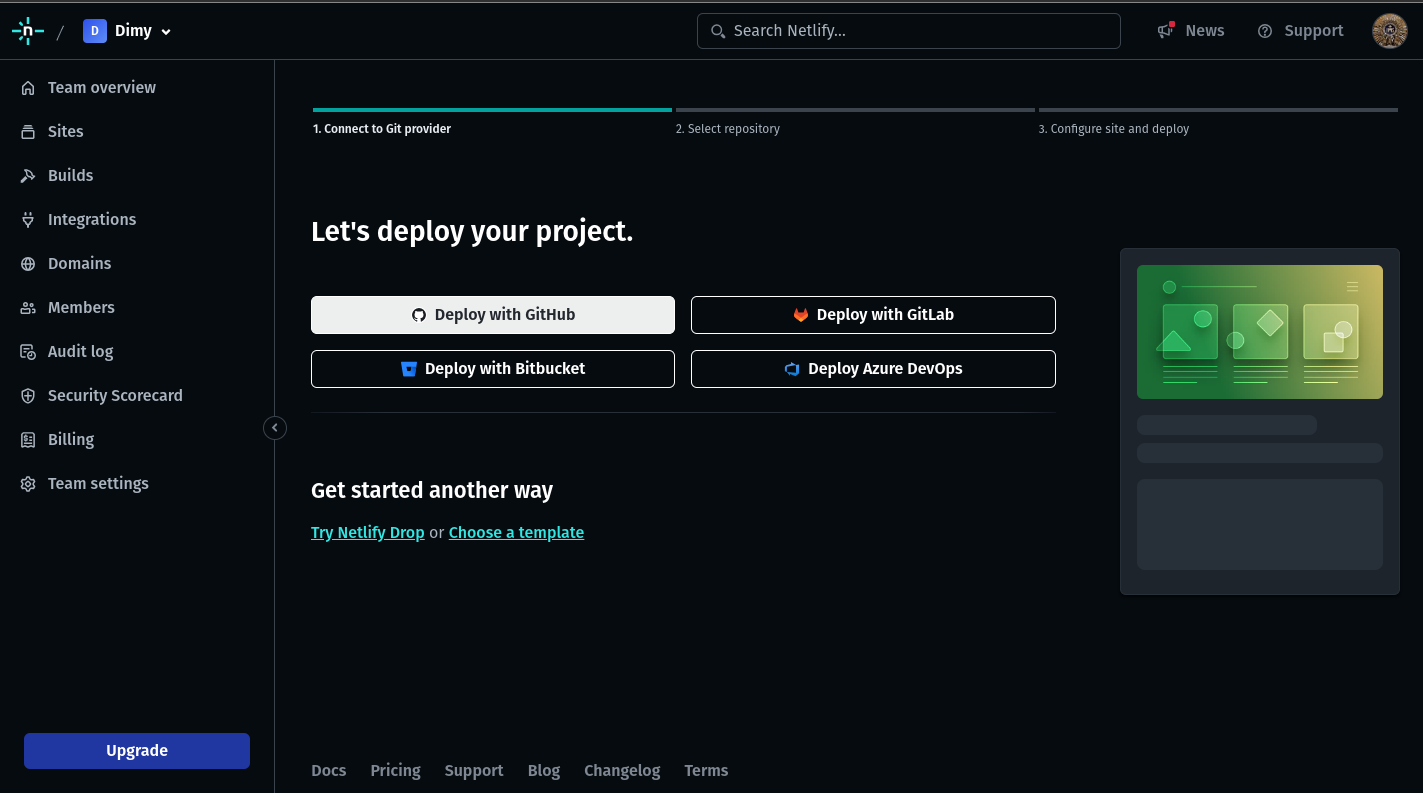 n / D Dimy
Search Netlify...
News
Support
Team overview
Sites
Builds
Integrations
Domains
Members
Audit log
Security Scorecard
Billing
Team settings
Upgrade
1. Connect to Git provider
2. Select repository
3. Configure site and deploy
Let's deploy your project.
Deploy with GitHub
Deploy with GitLab
Deploy with Bitbucket
Deploy Azure DevOps
Get started another way
Try Netlify Drop or Choose a template
Docs Pricing Support Blog Changelog Terms